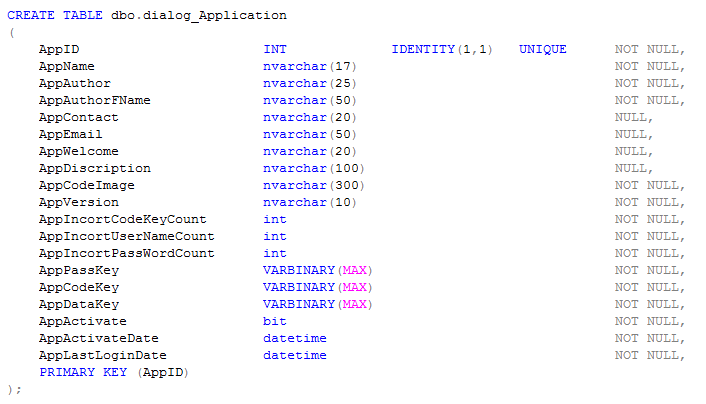 CREATE TABLE dbo.dialog_Application
(
AppID INT IDENTITY(1,1) UNIQUE NOT NULL,
AppName nvarchar(17) NOT NULL,
AppAuthor nvarchar(25) NOT NULL,
AppAuthorFName nvarchar(50) NOT NULL,
AppContact nvarchar(20) NULL,
AppEmail nvarchar(50) NULL,
AppWelcome nvarchar(20) NULL,
AppDiscription nvarchar(100) NULL,
AppCodeImage nvarchar(300) NOT NULL,
AppVersion nvarchar(10) NOT NULL,
AppIncortCodeKeyCount int NOT NULL,
AppIncortUserNameCount int NOT NULL,
AppIncortPassWordCount int NOT NULL,
AppPassKey VARBINARY(MAX) NOT NULL,
AppCodeKey VARBINARY(MAX) NOT NULL,
AppDataKey VARBINARY(MAX) NOT NULL,
AppActivate bit NOT NULL,
AppActivateDate datetime NOT NULL,
AppLastLoginDate datetime NOT NULL,
PRIMARY KEY (AppID)
);